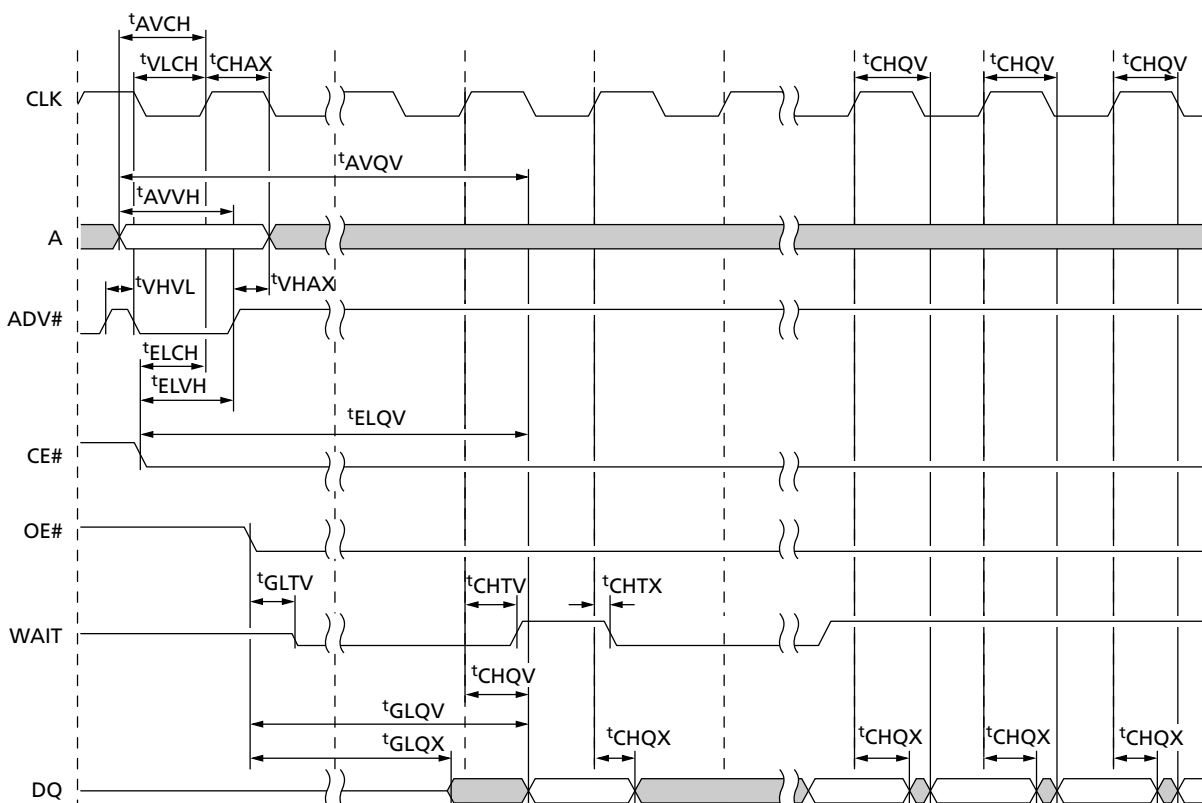 tAVCH
tVLCH tCHAX tCHQV tCHQV tCHQV
CLK
tAVQV
tAVVH
A
tVHVL tVHAX
ADV#
tELCH
tELVH
tELQV
CE#
OE#
tGLTV tCHTV tCHTX
WAIT
tCHQV
tGLQV
tGLQX tCHQX tCHQX tCHQX tCHQX
DQ